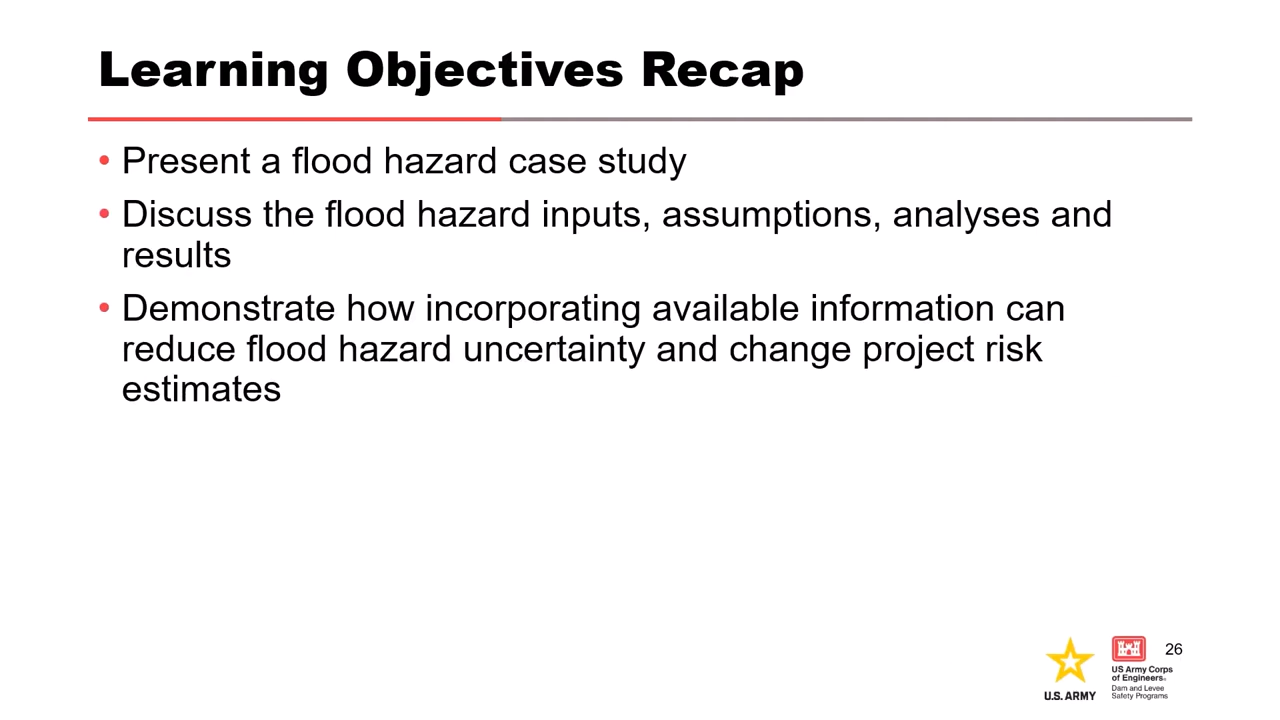 Learning Objectives Recap
• Present a flood hazard case study
• Discuss the flood hazard inputs, assumptions, analyses and
results
• Demonstrate how incorporating available information can
reduce flood hazard uncertainty and change project risk
estimates
26
U.S. ARMY
US Army Corps
of Engineers®
Dam and Levee
Safety Programs